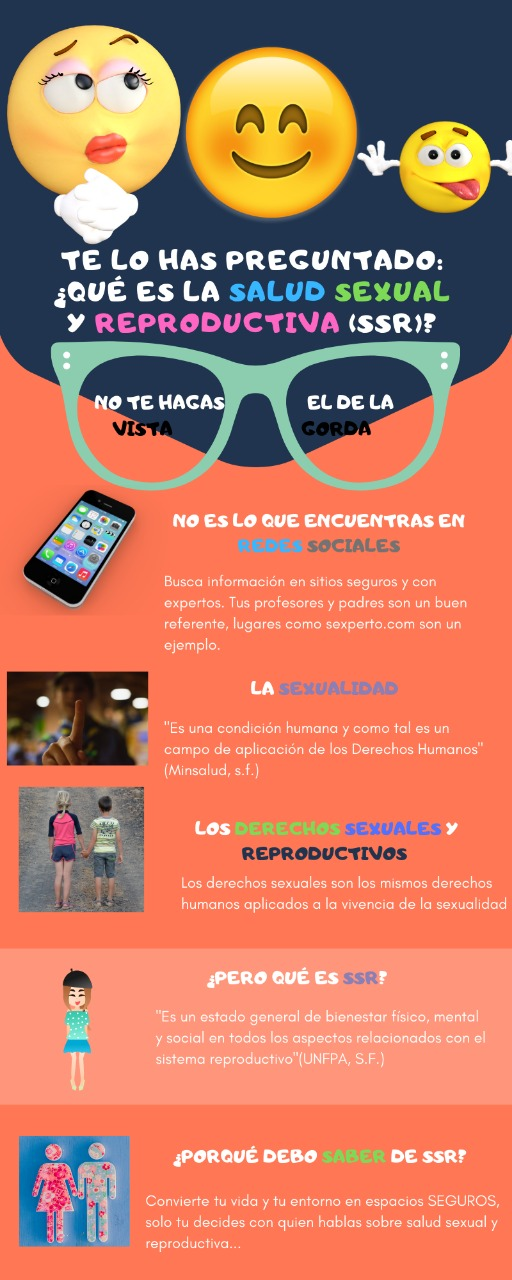 TE LO HAS PREGUNTADO:
¿QUÉ ES LA SALUD SEXUAL
Y REPRODUCTIVA (SSR)?
NO TE HAGAS
VISTA
EL DE LA
GORDA
NO ES LO QUE ENCUENTRAS EN
REDES SOCIALES
Busca información en sitios seguros y con
expertos. Tus profesores y padres son un buen
referente, lugares como sexperto.com son un
ejemplo.
LA SEXUALIDAD
"Es una condición humana y como tal es un
campo de aplicación de los Derechos Humanos"
(Minsalud, s.f.)
LOS DERECHOS SEXUALES Y
REPRODUCTIVOS
Los derechos sexuales son los mismos derechos
humanos aplicados a la vivencia de la sexualidad
¿PERO QUÉ ES SSR?
"Es un estado general de bienestar físico, mental
y social en todos los aspectos relacionados con el
sistema reproductivo"(UNFPA, S.F.)
¿PORQUÉ DEBO SABER DE SSR?
Convierte tu vida y tu entorno en espacios SEGUROS,
solo tu decides con quien hablas sobre salud sexual y
reproductiva...